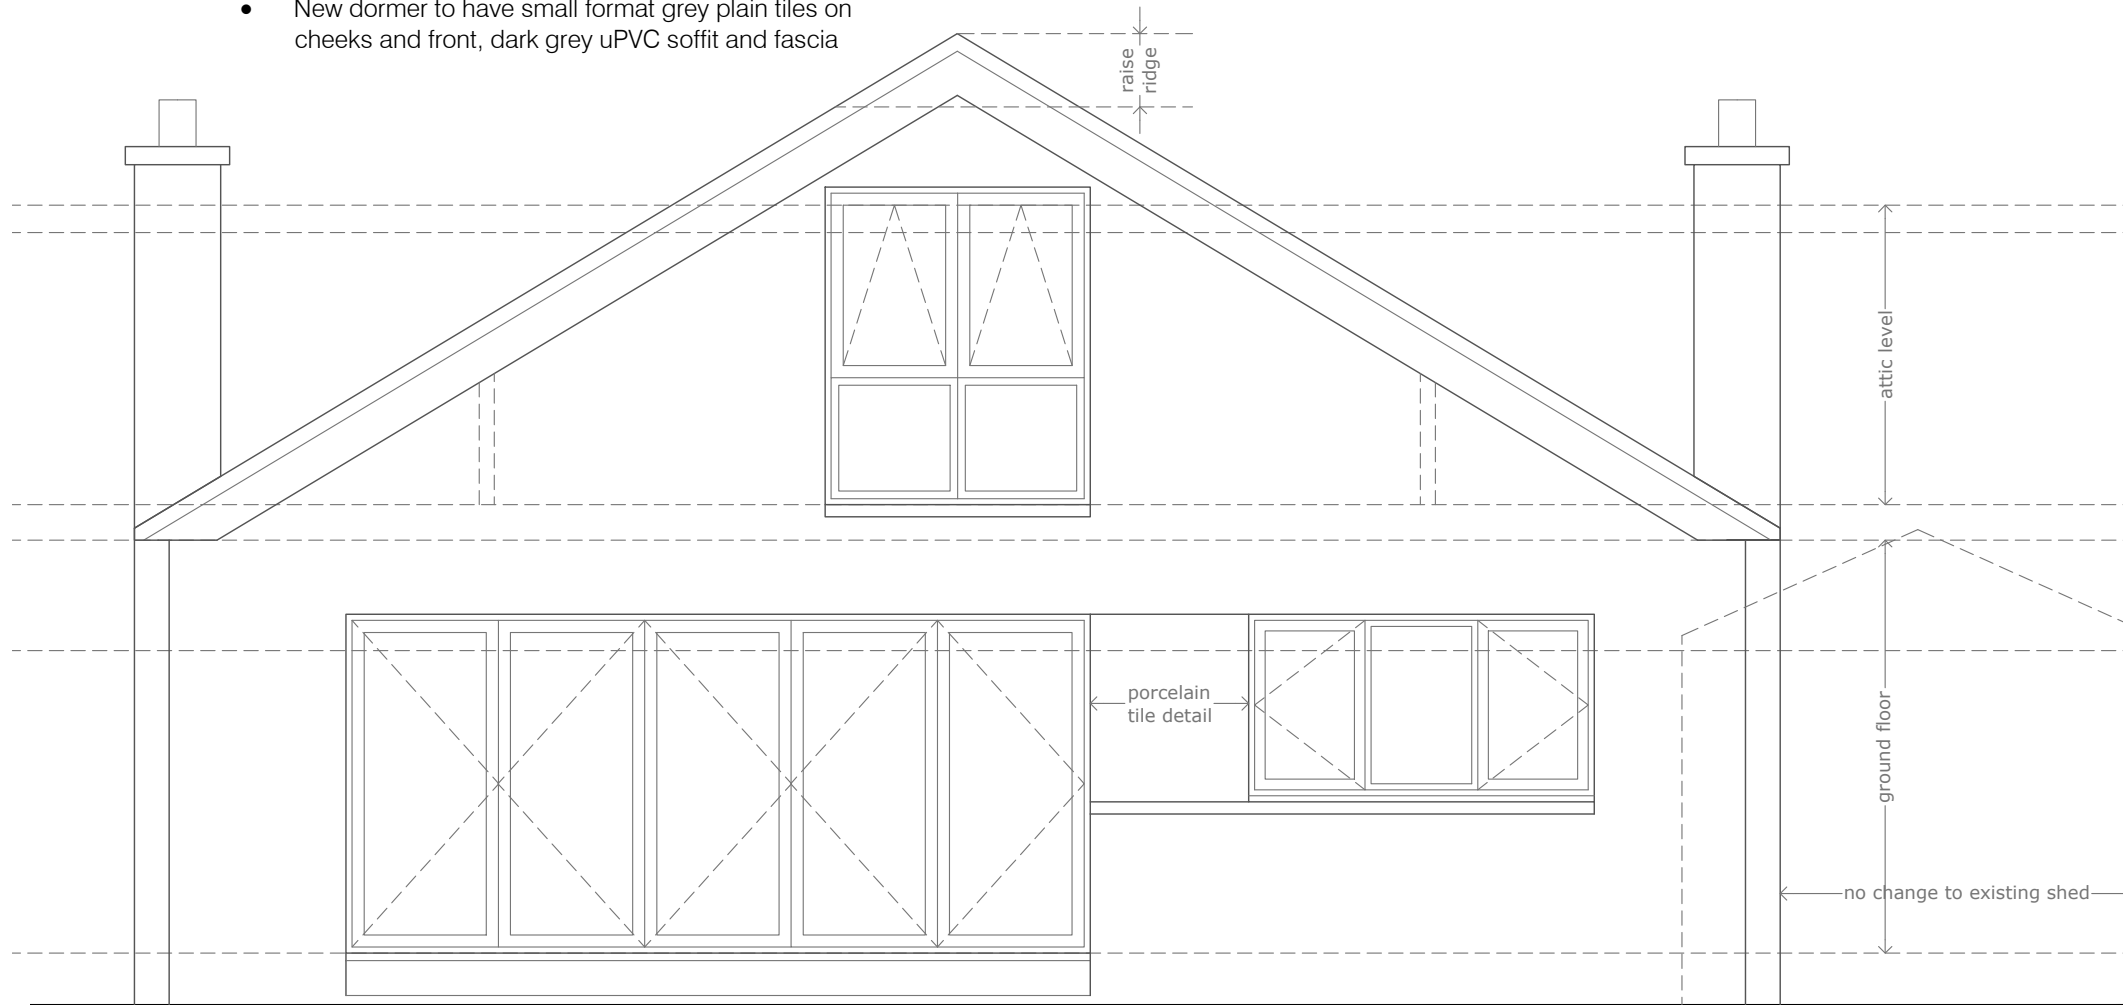 • New dormer to have small format grey plain tiles on
cheeks and front, dark grey uPVC soffit and fascia
raise
ridge
attic level
porcelain
tile detail
ground floor
no change to existing shed